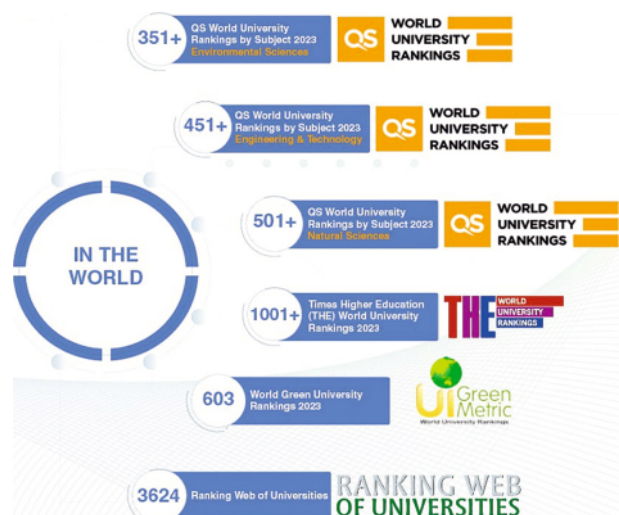 351+
QS World University
Rankings by Subject 2023
Environmental Sciences
QS
WORLD
UNIVERSITY
RANKINGS
451+
QS World University
Rankings by Subject 2023
Engineering & Technology
QS
WORLD
UNIVERSITY
RANKINGS
501+
QS World University
Rankings by Subject 2023
Natural Sciences
QS
WORLD
UNIVERSITY
RANKINGS
IN THE
WORLD
1001+
Times Higher Education
(THE) World University
Rankings 2023
THE
WORLD
UNIVERSITY
RANKINGS
603
World Green University
Rankings 2023
UI
Green
Metric
World University Rankings
3624
Ranking Web of Universities
RANKING WEB
OF UNIVERSITIES